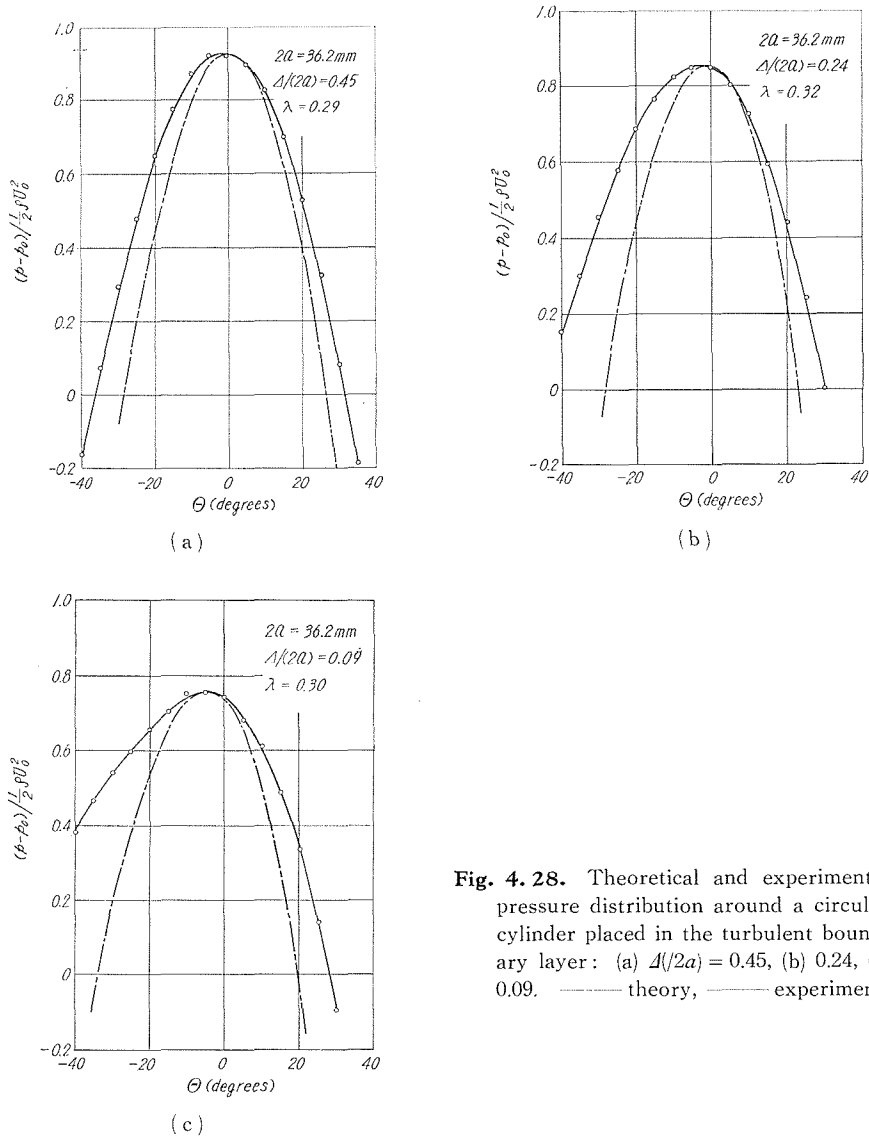 1.0
0.8
0.6
0.4
0.2
0
-0.2
-40
-20
0
20
40
(p-p₀)/½ρU₀²
Θ (degrees)
2a = 36.2mm
Δ/(2a) = 0.45
λ = 0.29
(a)
1.0
0.8
0.6
0.4
0.2
0
-0.2
-40
-20
0
20
40
(p-p₀)/½ρU₀²
Θ (degrees)
2a = 36.2mm
Δ/(2a) = 0.24
λ = 0.32
(b)
1.0
0.8
0.6
0.4
0.2
0
-0.2
-40
-20
0
20
40
(p-p₀)/½ρU₀²
Θ (degrees)
2a = 36.2mm
Δ/(2a) = 0.09
λ = 0.30
(c)
Fig. 4.28. Theoretical and experiment
pressure distribution around a circul
cylinder placed in the turbulent boun
ary layer: (a) Δ(/2a) = 0.45, (b) 0.24,
0.09. theory, experimen